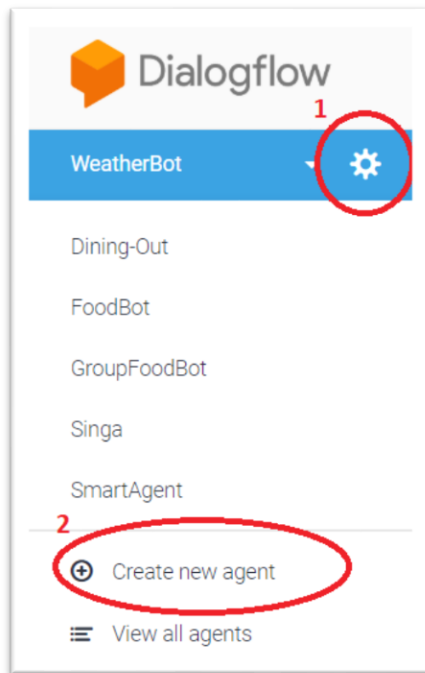 Dialogflow
1
WeatherBot
Dining-Out
FoodBot
GroupFoodBot
Singa
SmartAgent
2
Create new agent
View all agents